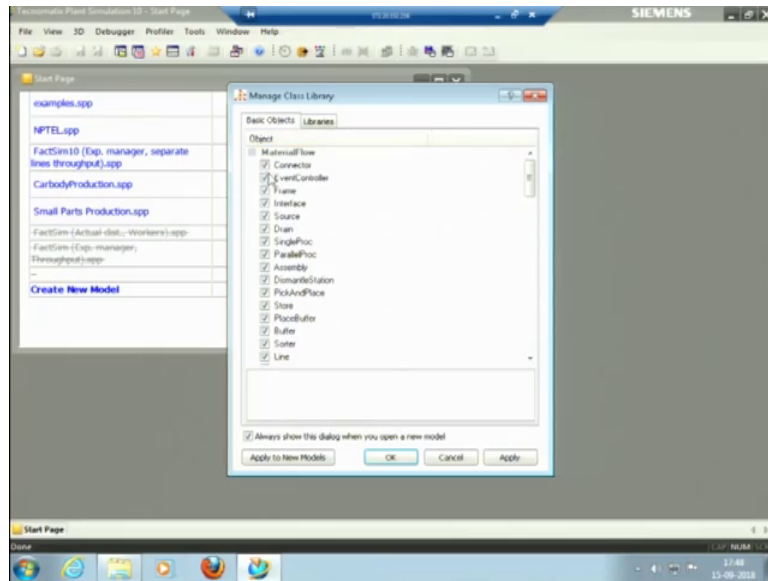 Tecnomatix Plant Simulation 10 - Start Page
SIEMENS
File View 3D Debugger Profiler Tools Window Help
Start Page
examples.spp
NPTEL.spp
FactSim10 (Exp. manager, separate
lines throughput).spp
CarbodyProduction.spp
Small Parts Production.spp
FactSim (Actual dist., Workers).spp
FactSim (Exp. manager,
Throughput).spp
Create New Model
Manage Class Library
Basic Objects Libraries
Object
MaterialFlow
Connector
EventController
Frame
Interface
Source
Drain
SingleProc
ParallelProc
Assembly
DismantleStation
PickAndPlace
Store
PlaceBuffer
Buffer
Sorter
Line
Always show this dialog when you open a new model
Apply to New Models OK Cancel Apply
Start Page
Done
CAP NUM
17:48
15-09-2018